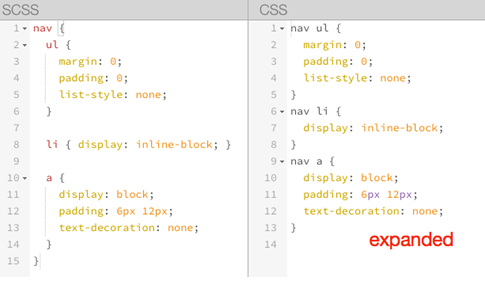 SCSS
1 nav {
2   ul {
3     margin: 0;
4     padding: 0;
5     list-style: none;
6   }
7
8   li { display: inline-block; }
9
10   a {
11     display: block;
12     padding: 6px 12px;
13     text-decoration: none;
14   }
15 }
CSS
1 nav ul {
2   margin: 0;
3   padding: 0;
4   list-style: none;
5 }
6 nav li {
7   display: inline-block;
8 }
9 nav a {
10   display: block;
11   padding: 6px 12px;
12   text-decoration: none;
13 }
14
expanded